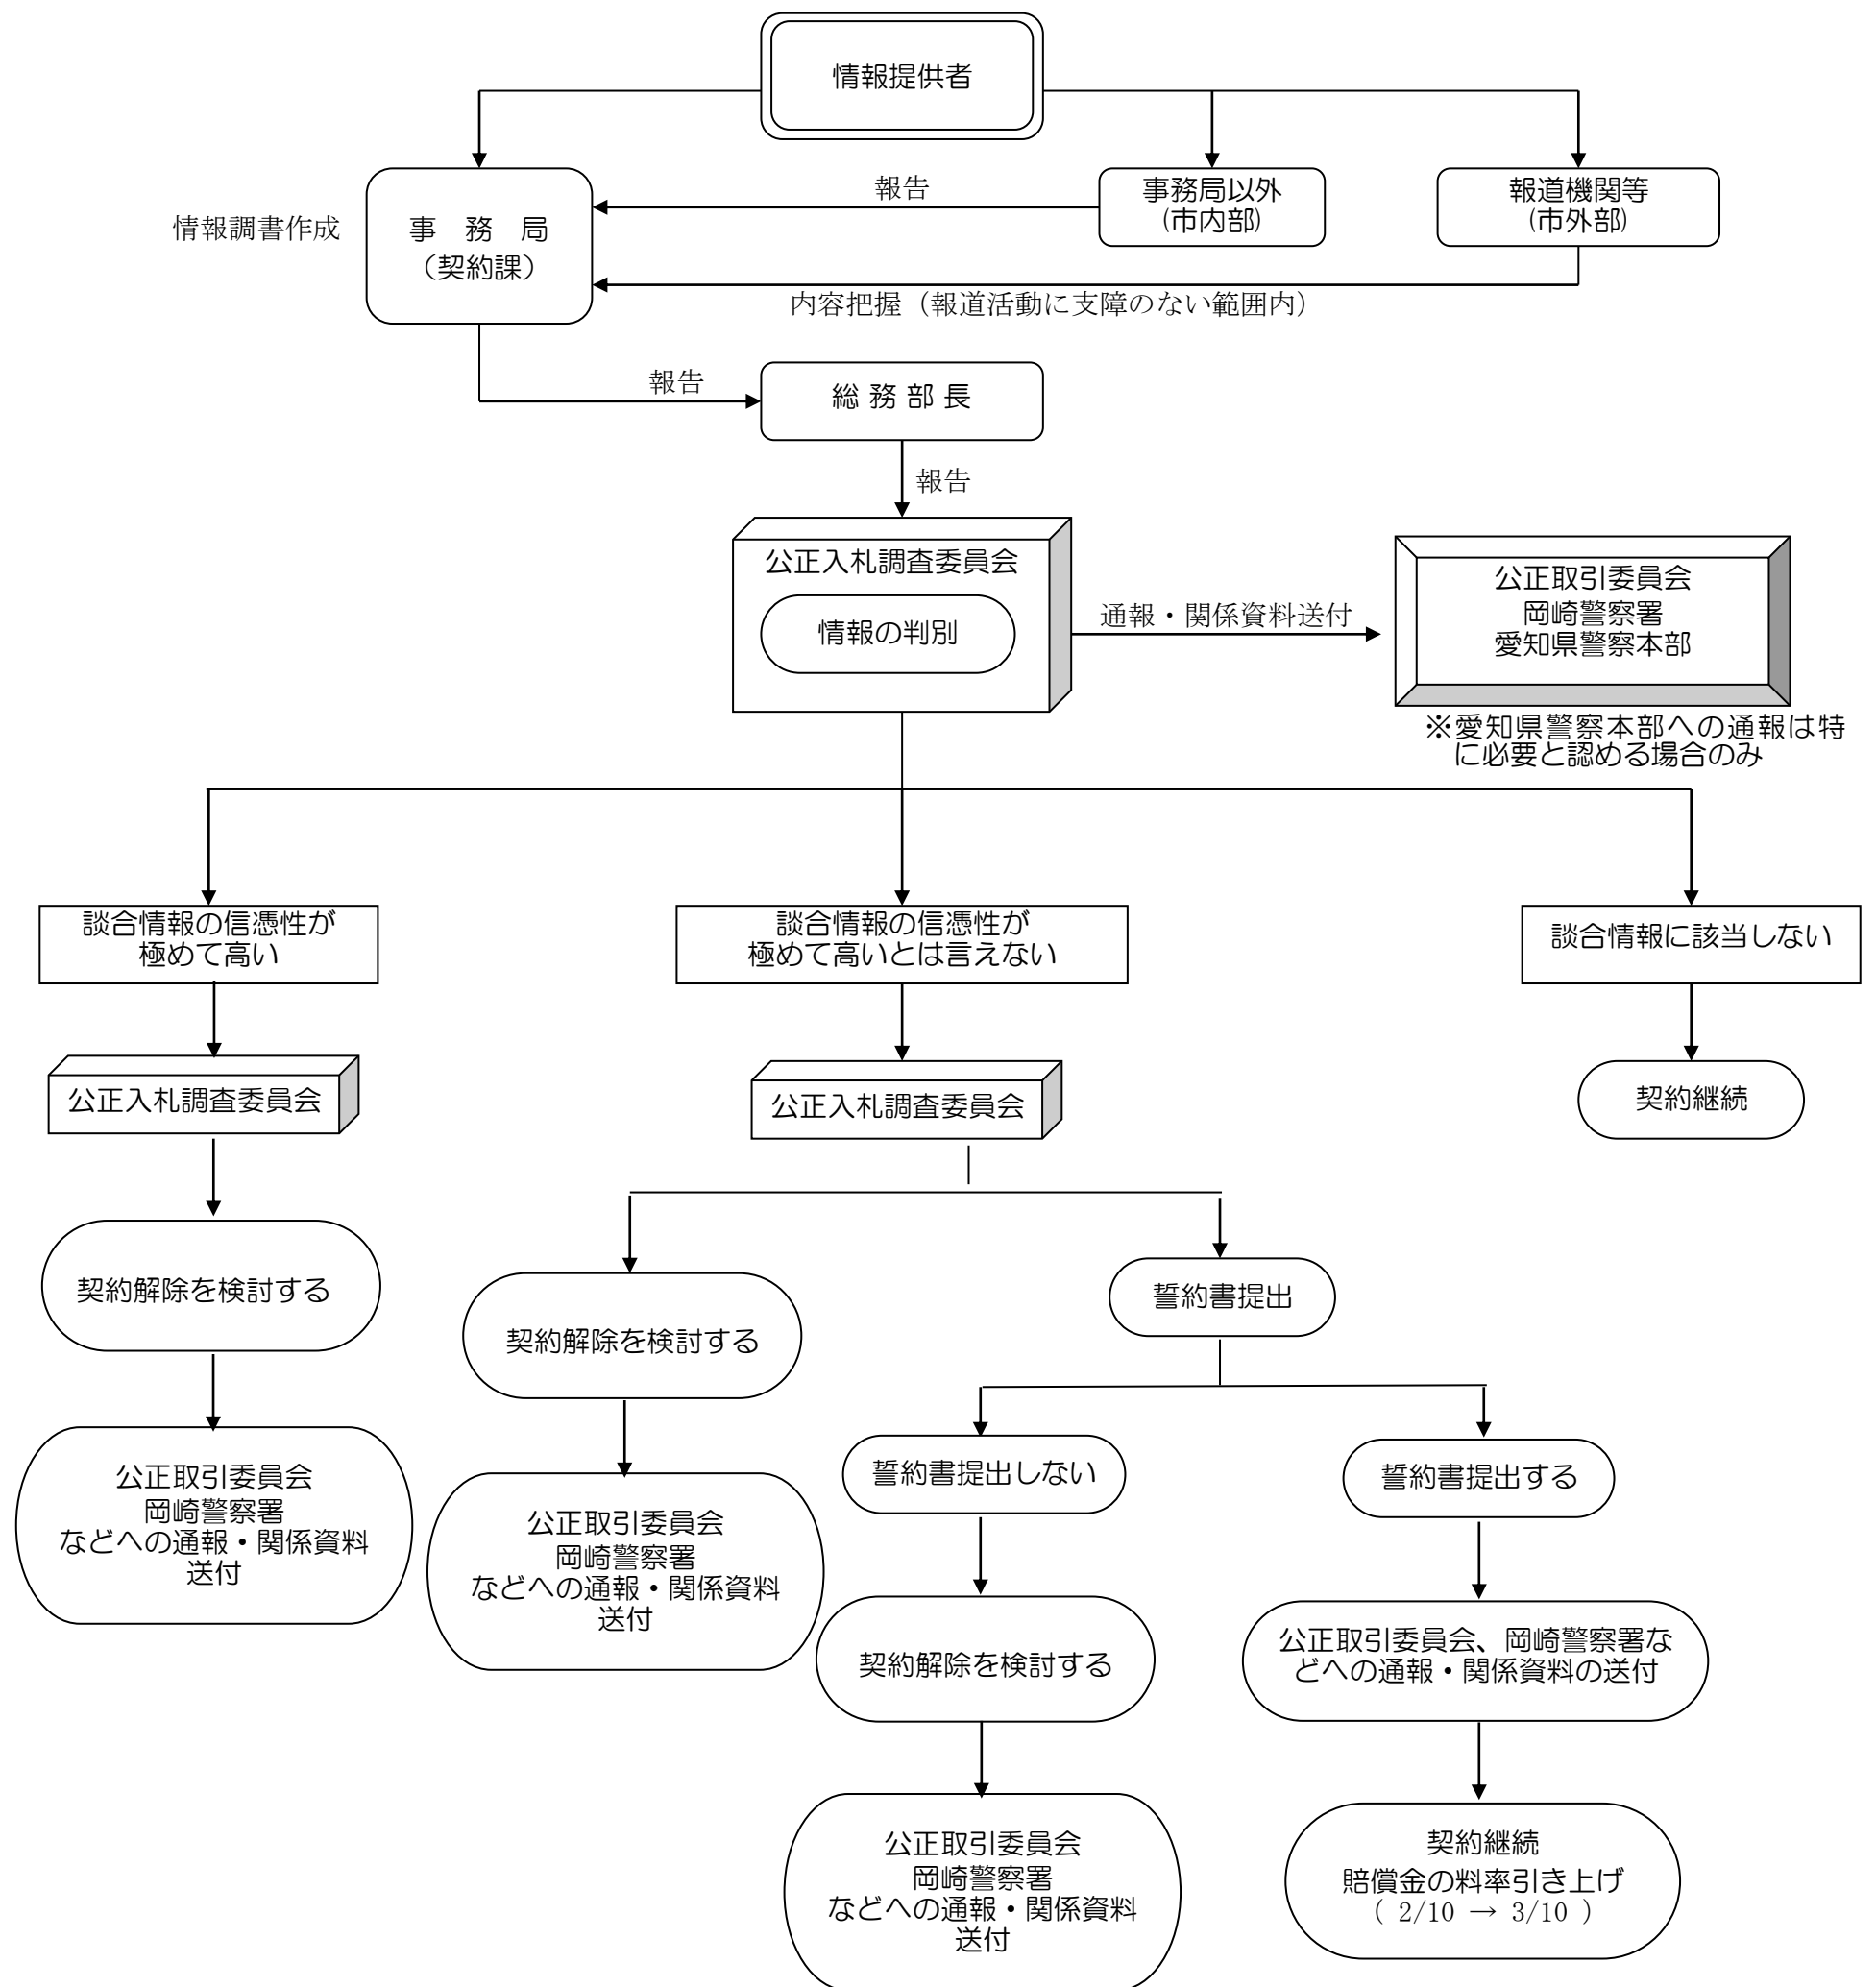 情報提供者
報告
事務局以外
(市内部)
報道機関等
(市外部)
情報調書作成
事　務　局
（契約課）
内容把握（報道活動に支障のない範囲内）
報告
総 務 部 長
報告
公正入札調査委員会
情報の判別
通報・関係資料送付
公正取引委員会
岡崎警察署
愛知県警察本部
※愛知県警察本部への通報は特
に必要と認める場合のみ
談合情報の信憑性が
極めて高い
談合情報の信憑性が
極めて高いとは言えない
談合情報に該当しない
公正入札調査委員会
公正入札調査委員会
契約継続
契約解除を検討する
契約解除を検討する
誓約書提出
公正取引委員会
岡崎警察署
などへの通報・関係資料
送付
公正取引委員会
岡崎警察署
などへの通報・関係資料
送付
誓約書提出しない
誓約書提出する
契約解除を検討する
公正取引委員会、岡崎警察署な
どへの通報・関係資料の送付
公正取引委員会
岡崎警察署
などへの通報・関係資料
送付
契約継続
賠償金の料率引き上げ
（ 2/10 → 3/10 ）